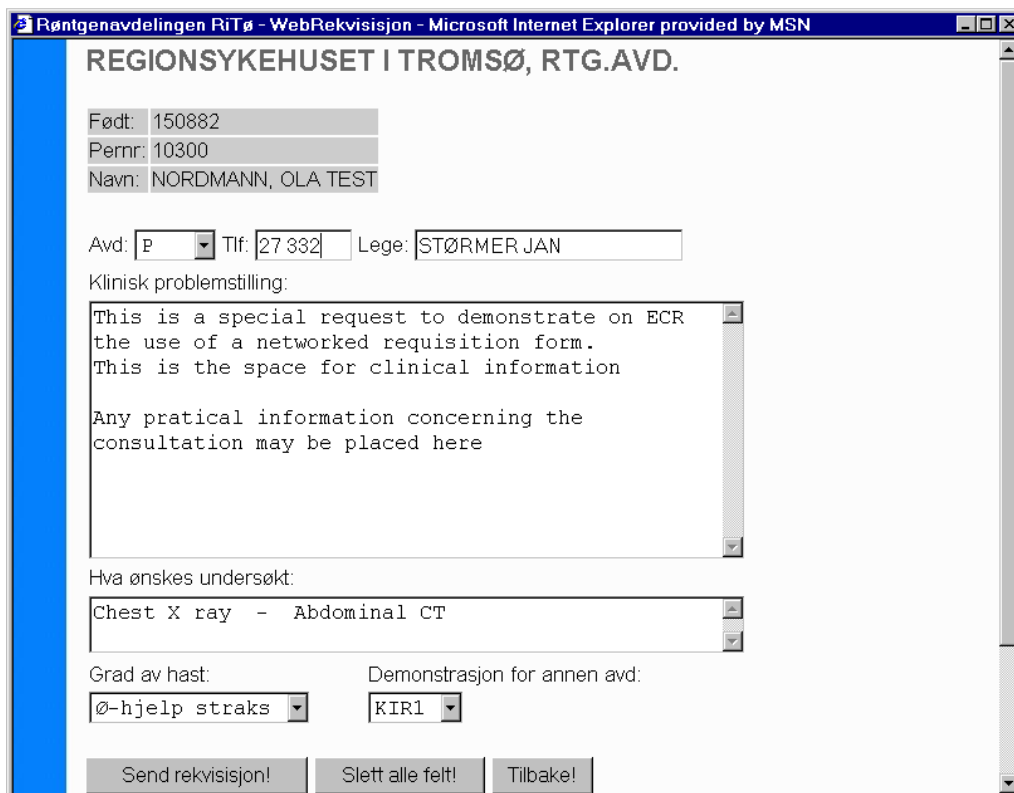 Røntgenavdelingen RiTø - WebRekvisisjon - Microsoft Internet Explorer provided by MSN
REGIONSYKEHUSET I TROMSØ, RTG.AVD.
Født: 150882
Pernr: 10300
Navn: NORDMANN, OLA TEST
Avd: P Tlf: 27 332 Lege: STØRMER JAN
Klinisk problemstilling:
This is a special request to demonstrate on ECR
the use of a networked requisition form.
This is the space for clinical information
Any pratical information concerning the
consultation may be placed here
Hva ønskes undersøkt:
Chest X ray - Abdominal CT
Grad av hast: Demonstrasjon for annen avd:
Ø-hjelp straks KIR1
Send rekvisisjon! Slett alle felt! Tilbake!